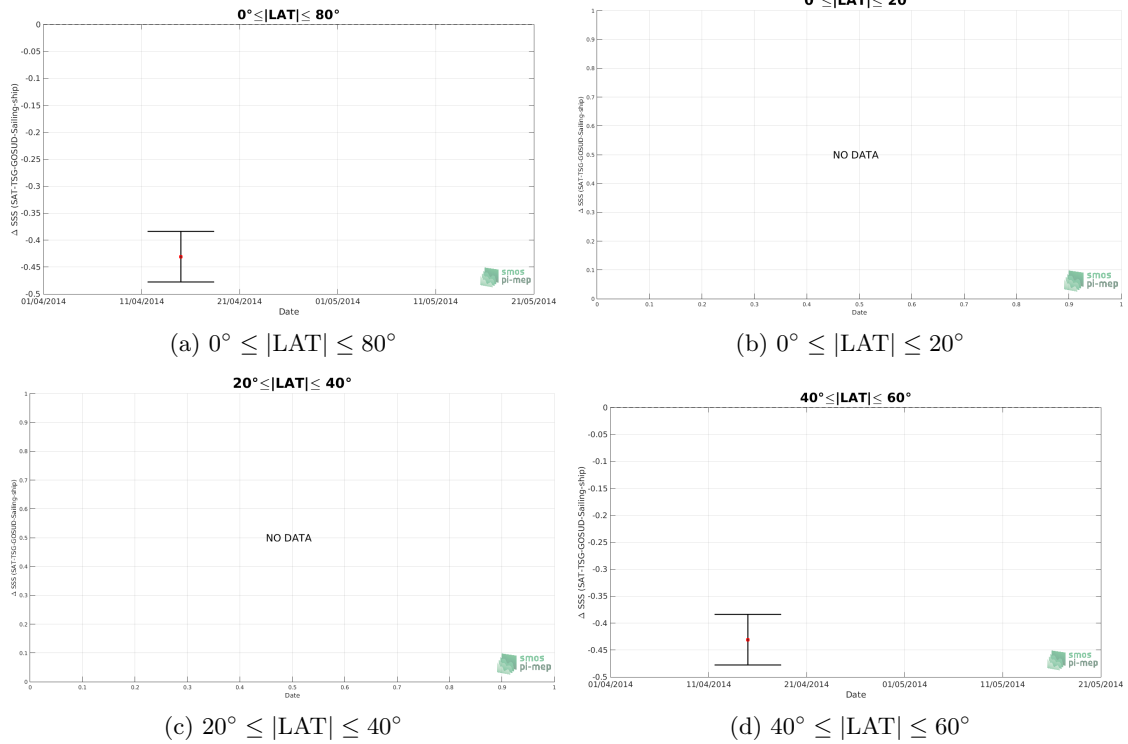 0°≤|LAT|≤ 80°
0
-0.05
-0.1
-0.15
-0.2
-0.25
-0.3
-0.35
-0.4
-0.45
-0.5
Δ SSS (SAT-TSG-GOSUD-Sailing-ship)
01/04/2014 11/04/2014 21/04/2014 01/05/2014 11/05/2014 21/05/2014
Date
smos
pi-mep
(a) 0° ≤ |LAT| ≤ 80°
0°≤|LAT|≤ 20°
1
0.9
0.8
0.7
0.6
0.5
0.4
0.3
0.2
0.1
0
Δ SSS (SAT-TSG-GOSUD-Sailing-ship)
NO DATA
0 0.1 0.2 0.3 0.4 0.5 0.6 0.7 0.8 0.9 1
Date
smos
pi-mep
(b) 0° ≤ |LAT| ≤ 20°
20°≤|LAT|≤ 40°
1
0.9
0.8
0.7
0.6
0.5
0.4
0.3
0.2
0.1
0
Δ SSS (SAT-TSG-GOSUD-Sailing-ship)
NO DATA
0 0.1 0.2 0.3 0.4 0.5 0.6 0.7 0.8 0.9 1
Date
smos
pi-mep
(c) 20° ≤ |LAT| ≤ 40°
40°≤|LAT|≤ 60°
0
-0.05
-0.1
-0.15
-0.2
-0.25
-0.3
-0.35
-0.4
-0.45
-0.5
Δ SSS (SAT-TSG-GOSUD-Sailing-ship)
01/04/2014 11/04/2014 21/04/2014 01/05/2014 11/05/2014 21/05/2014
Date
smos
pi-mep
(d) 40° ≤ |LAT| ≤ 60°